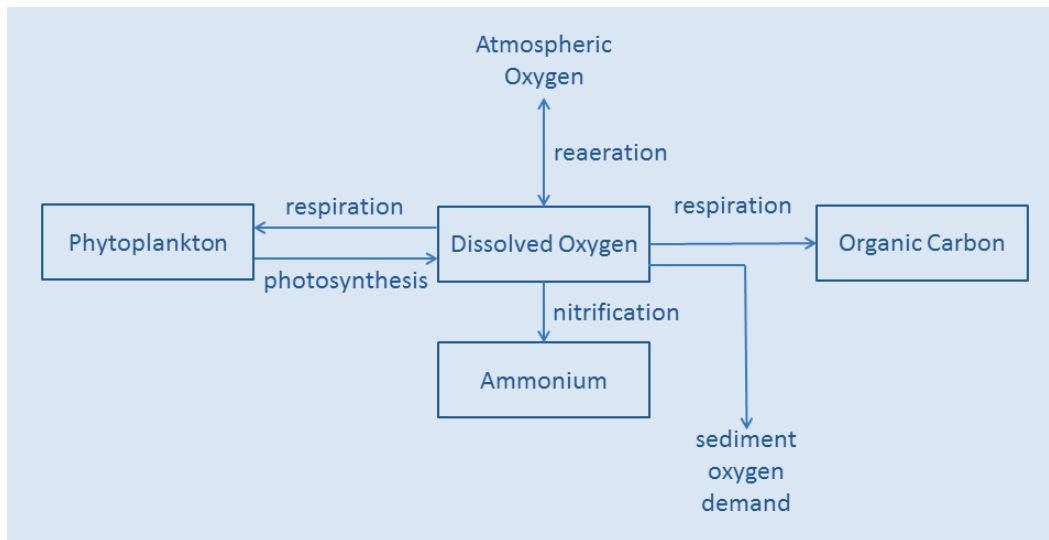 Atmospheric
Oxygen
reaeration
respiration
respiration
Phytoplankton
Dissolved Oxygen
Organic Carbon
photosynthesis
nitrification
Ammonium
sediment
oxygen
demand